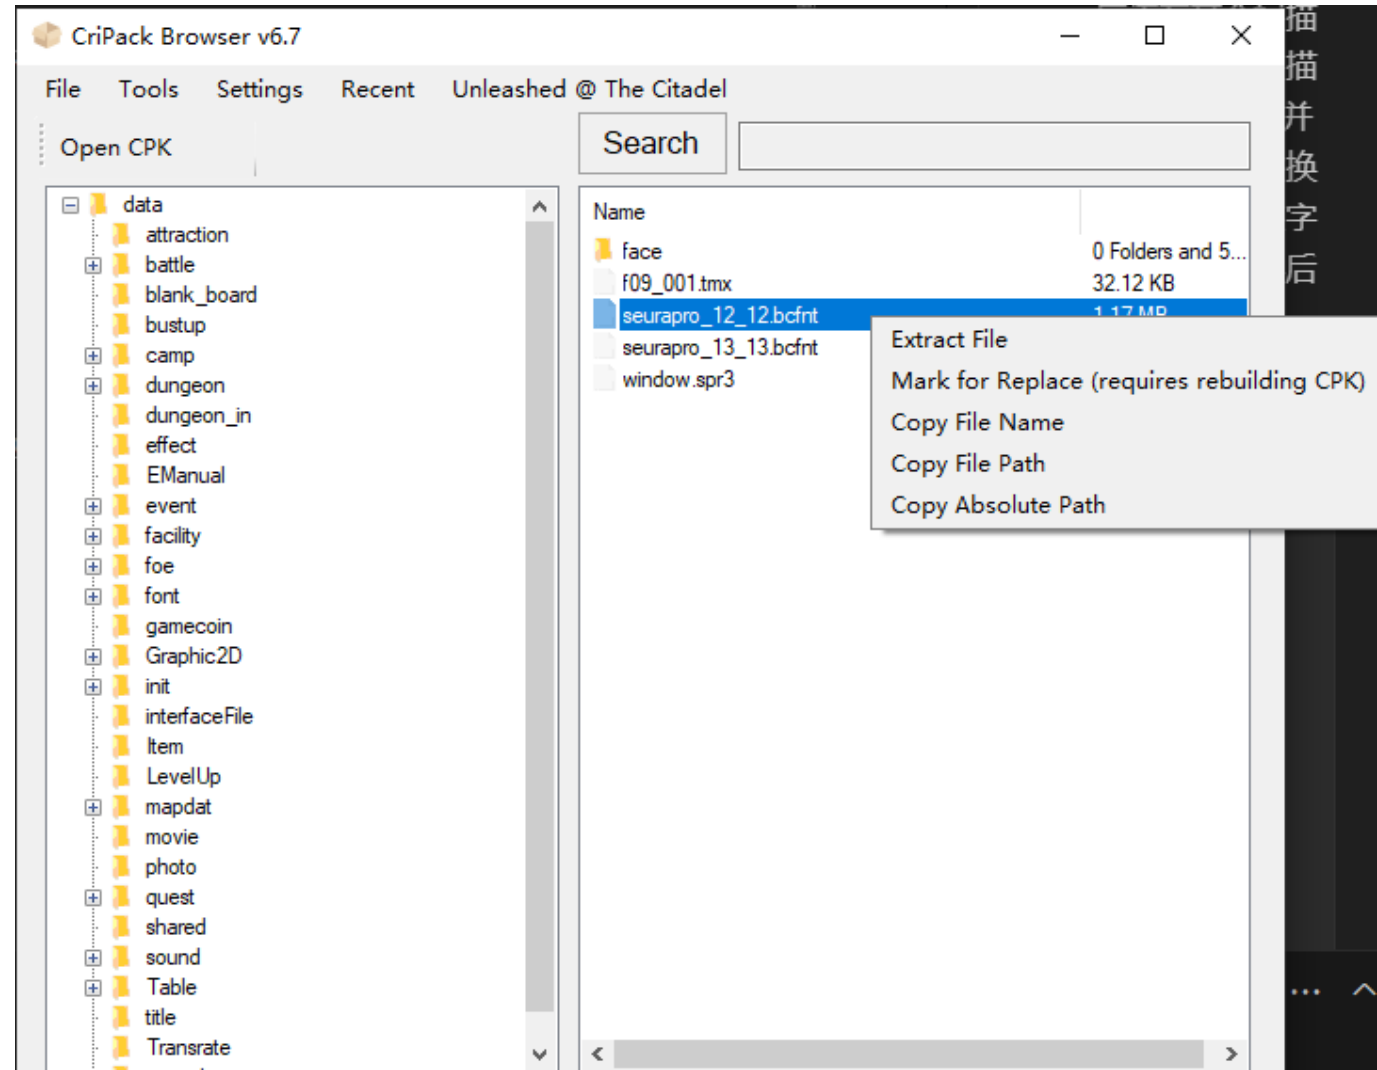 CriPack Browser v6.7
File Tools Settings Recent Unleashed @ The Citadel
Open CPK
Search
data
attraction
battle
blank_board
bustup
camp
dungeon
dungeon_in
effect
EManual
event
facility
foe
font
gamecoin
Graphic2D
init
interfaceFile
Item
LevelUp
mapdat
movie
photo
quest
shared
sound
Table
title
Transrate
Name
face 0 Folders and 5...
f09_001.tmx 32.12 KB
seurapro_12_12.bcfnt 1.17 MB
seurapro_13_13.bcfnt
window.spr3
Extract File
Mark for Replace (requires rebuilding CPK)
Copy File Name
Copy File Path
Copy Absolute Path
描
描
并
换
字
后
...